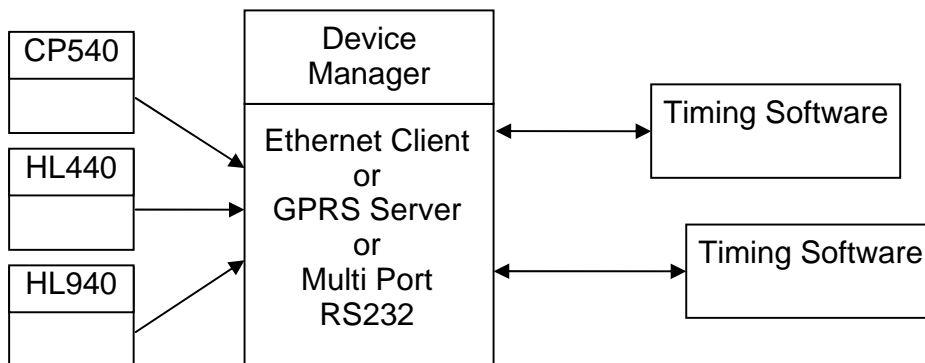 CP540
HL440
HL940
Device
Manager
Ethernet Client
or
GPRS Server
or
Multi Port
RS232
Timing Software
Timing Software